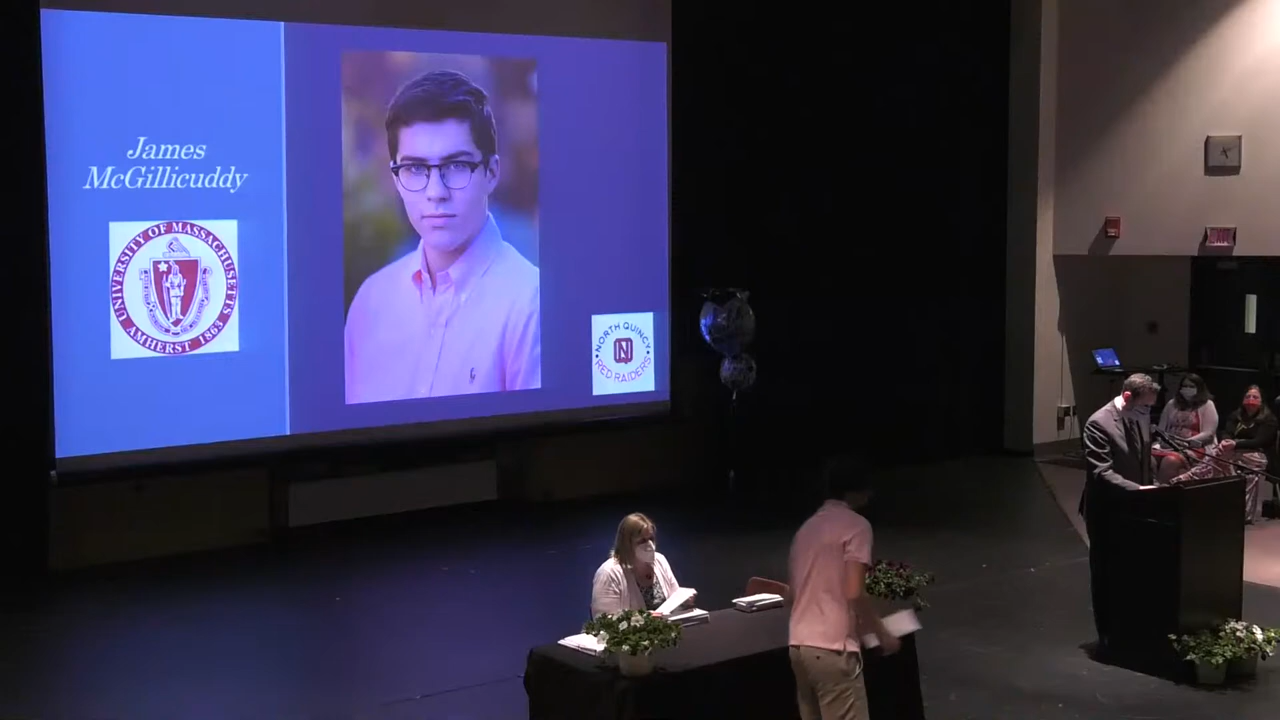 James
McGillicuddy
UNIVERSITY OF MASSACHUSETTS
AMHERST 1863
NORTH QUINCY
N
RED RAIDERS